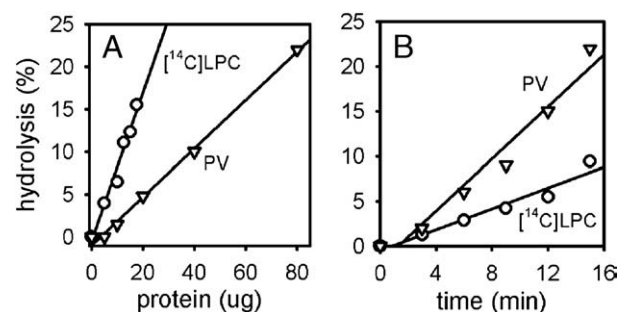 A
[¹⁴C]LPC
PV
hydrolysis (%)
25
20
15
10
5
0
0 20 40 60 80
protein (ug)
B
PV
[¹⁴C]LPC
25
20
15
10
5
0
0 4 8 12 16
time (min)